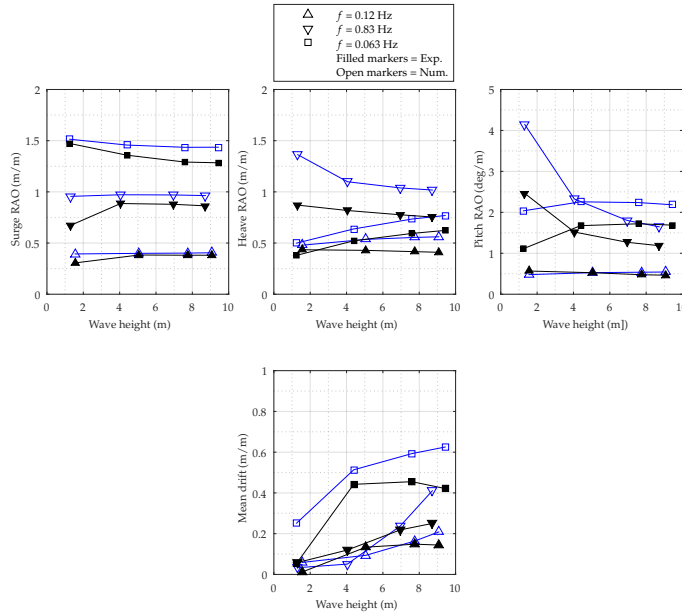 f = 0.12 Hz
f = 0.83 Hz
f = 0.063 Hz
Filled markers = Exp.
Open markers = Num.
2
1.5
1
0.5
0
0 2 4 6 8 10
Surge RAO (m/m)
Wave height (m)
2
1.5
1
0.5
0
0 2 4 6 8 10
Heave RAO (m/m)
Wave height (m)
5
4
3
2
1
0
0 2 4 6 8 10
Pitch RAO (deg/m)
Wave height (m])
1
0.8
0.6
0.4
0.2
0
0 2 4 6 8 10
Mean drift (m/m)
Wave height (m)